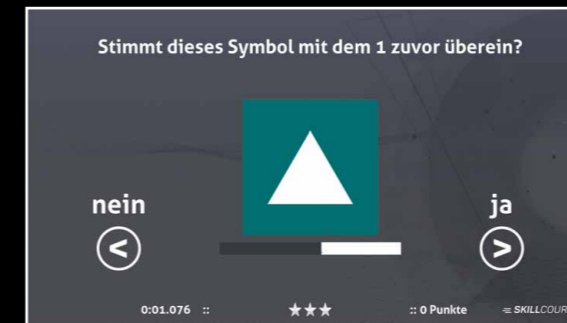 Stimmt dieses Symbol mit dem 1 zuvor überein?
nein
ja
< >
0:01.076 :: ★★★ :: 0 Punkte SKILLCOUR